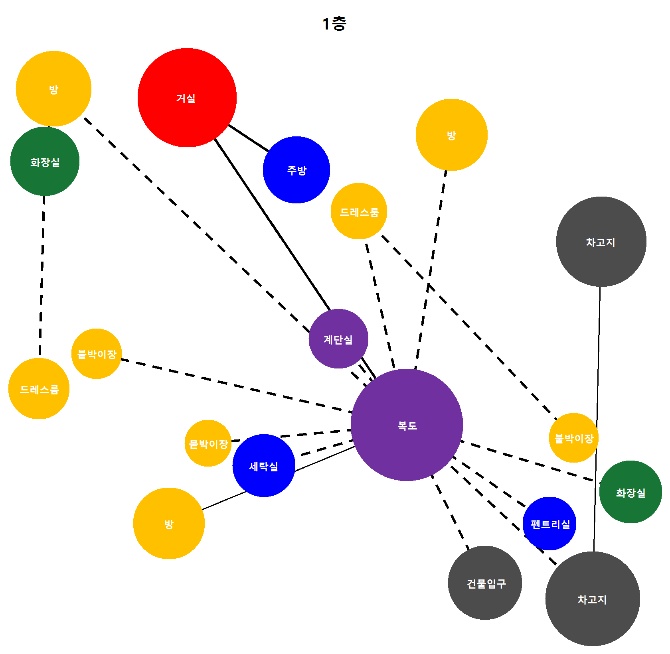 1층
방
거실
방
화장실
주방
드레스룸
차고지
계단실
붙박이장
드레스룸
복도
붙박이장
붙박이장
세탁실
화장실
방
팬트리실
건물입구
차고지